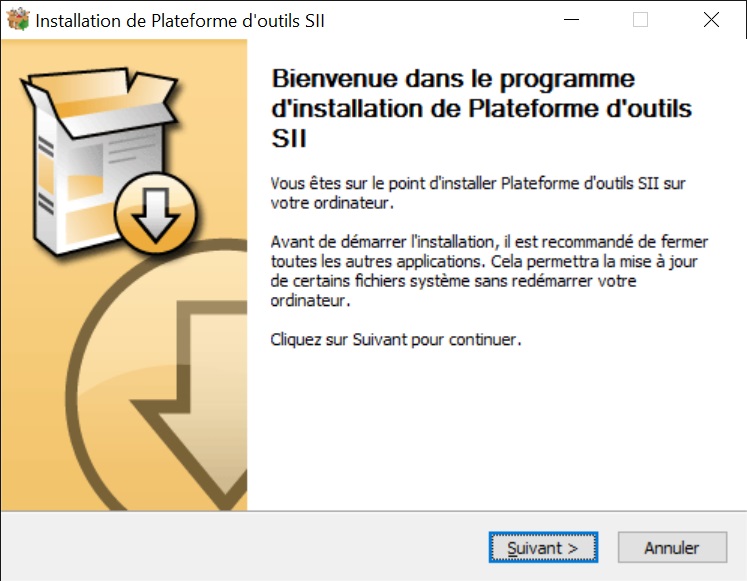 Installation de Plateforme d'outils SII
Bienvenue dans le programme
d'installation de Plateforme d'outils
SII
Vous êtes sur le point d'installer Plateforme d'outils SII sur
votre ordinateur.
Avant de démarrer l'installation, il est recommandé de fermer
toutes les autres applications. Cela permettra la mise à jour
de certains fichiers système sans redémarrer votre
ordinateur.
Cliquez sur Suivant pour continuer.
Suivant >
Annuler